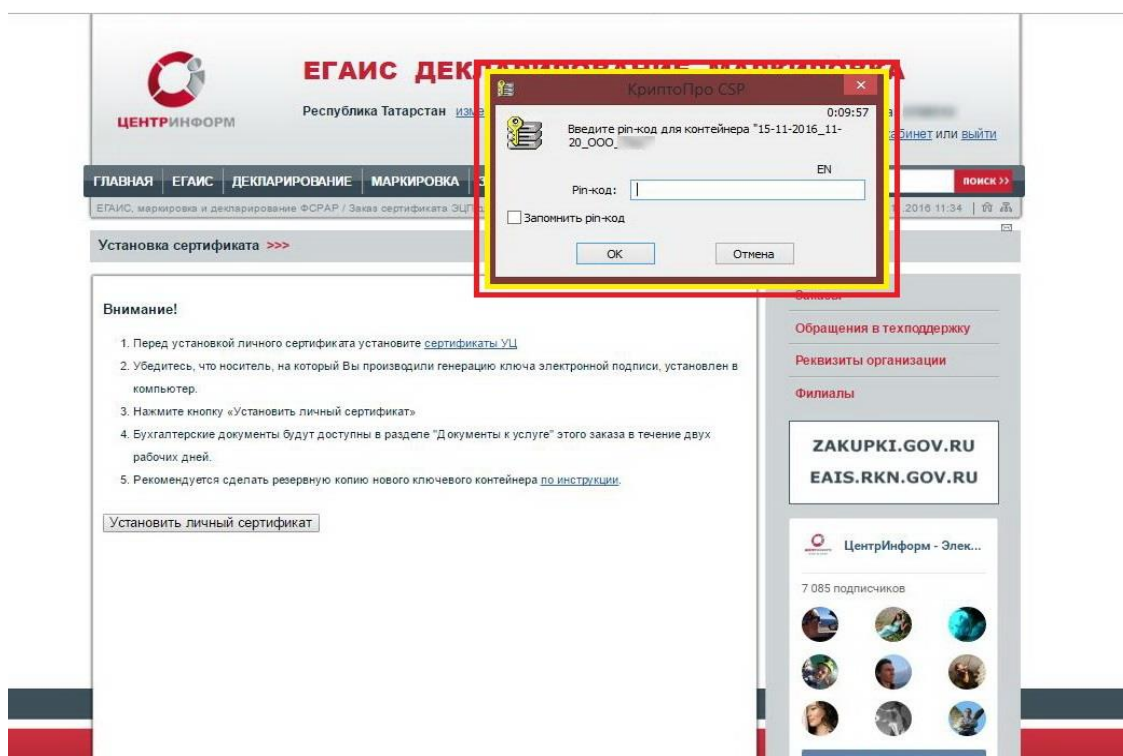 ЕГАИС ДЕКЛАРИРОВАНИЕ МАРКИРОВКА
ЦЕНТРИНФОРМ
Республика Татарстан
кабинет или выйти
КриптоПро CSP
0:09:57
Введите pin-код для контейнера "15-11-2016_11-
20_ООО_
EN
Pin-код:
Запомнить pin-код
ОК
Отмена
ГЛАВНАЯ ЕГАИС ДЕКЛАРИРОВАНИЕ МАРКИРОВКА
поиск >>
ЕГАИС, маркировка и декларирование ФСРАР / Заказ сертификата ЭЦП
.2016 11:34
Установка сертификата >>>
Внимание!
1. Перед установкой личного сертификата установите сертификаты УЦ
2. Убедитесь, что носитель, на который Вы производили генерацию ключа электронной подписи, установлен в
компьютер.
3. Нажмите кнопку «Установить личный сертификат»
4. Бухгалтерские документы будут доступны в разделе "Документы к услуге" этого заказа в течение двух
рабочих дней.
5. Рекомендуется сделать резервную копию нового ключевого контейнера по инструкции.
Установить личный сертификат
Заказы
Обращения в техподдержку
Реквизиты организации
Филиалы
ZAKUPKI.GOV.RU
EAIS.RKN.GOV.RU
ЦентрИнформ - Элек...
7 085 подписчиков